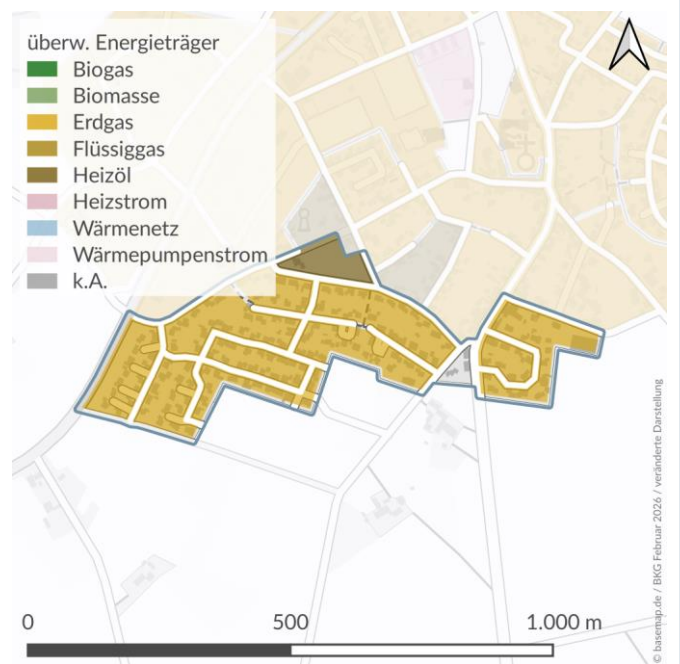 überw. Energieträger
Biogas
Biomasse
Erdgas
Flüssiggas
Heizöl
Heizstrom
Wärmenetz
Wärmepumpenstrom
k.A.
0 500 1.000 m
© basemap.de / BKG Februar 2026 / veränderte Darstellung